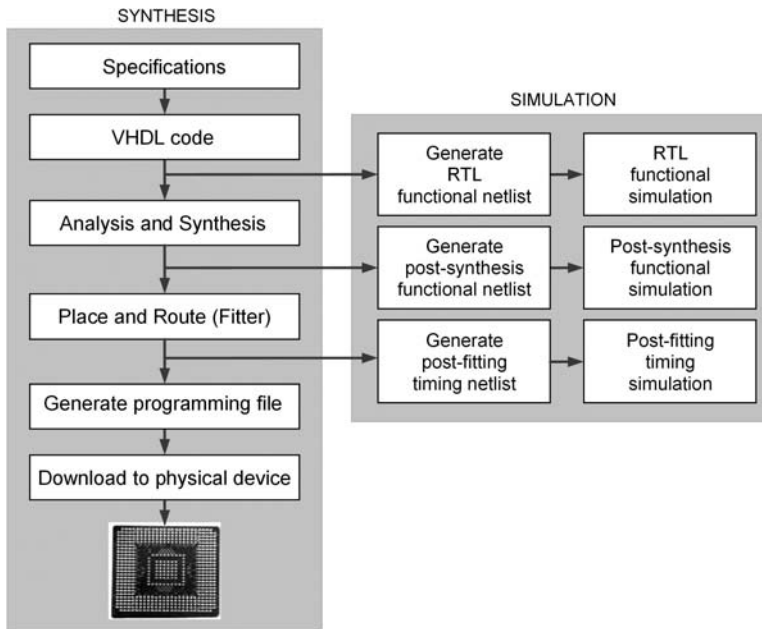 SYNTHESIS
Specifications
VHDL code
Analysis and Synthesis
Place and Route (Fitter)
Generate programming file
Download to physical device
SIMULATION
Generate
RTL
functional netlist
RTL
functional
simulation
Generate
post-synthesis
functional netlist
Post-synthesis
functional
simulation
Generate
post-fitting
timing netlist
Post-fitting
timing
simulation